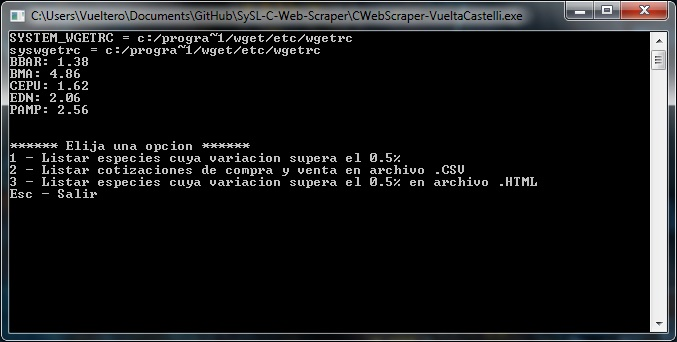 C:\Users\Vueltero\Documents\GitHub\SySL-C-Web-Scraper\CWebScraper-VueltaCastelli.exe
SYSTEM_WGETRC = c:/progra~1/wget/etc/wgetrc
syswgetrc = c:/progra~1/wget/etc/wgetrc
BBAR: 1.38
BMA: 4.86
CEPU: 1.62
EDN: 2.06
PAMP: 2.56
****** Elija una opcion ******
1 - Listar especies cuya variacion supera el 0.5%
2 - Listar cotizaciones de compra y venta en archivo .CSV
3 - Listar especies cuya variacion supera el 0.5% en archivo .HTML
Esc - Salir